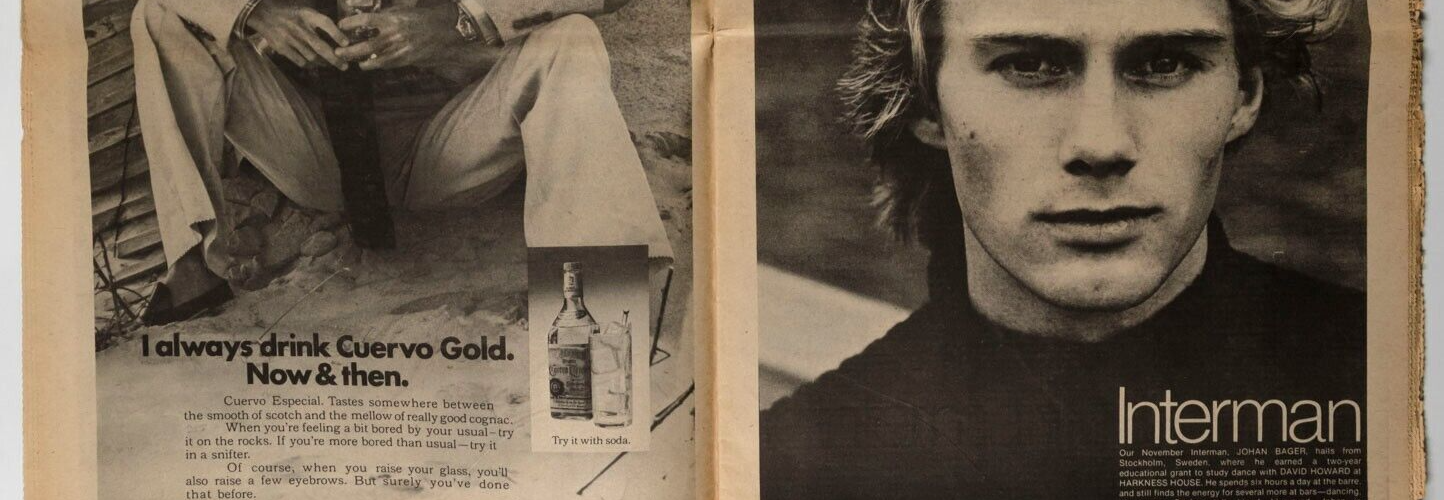 I always drink Cuervo Gold.
Now & then.
Cuervo Especial. Tastes somewhere between
the smooth of scotch and the mellow of really good cognac.
When you're feeling a bit bored by your usual—try
it on the rocks. If you're more bored than usual—try it
in a snifter.
Of course, when you raise your glass, you'll
also raise a few eyebrows. But surely you've done
that before.
Try it with soda.
Interman
Our November Interman, JOHAN BAGER, hails from
Stockholm, Sweden, where he earned a two-year
educational grant to study dance with DAVID HOWARD at
HARKNESS HOUSE. He spends six hours a day at the barre,
and still finds the energy for several more at bars—dancing,